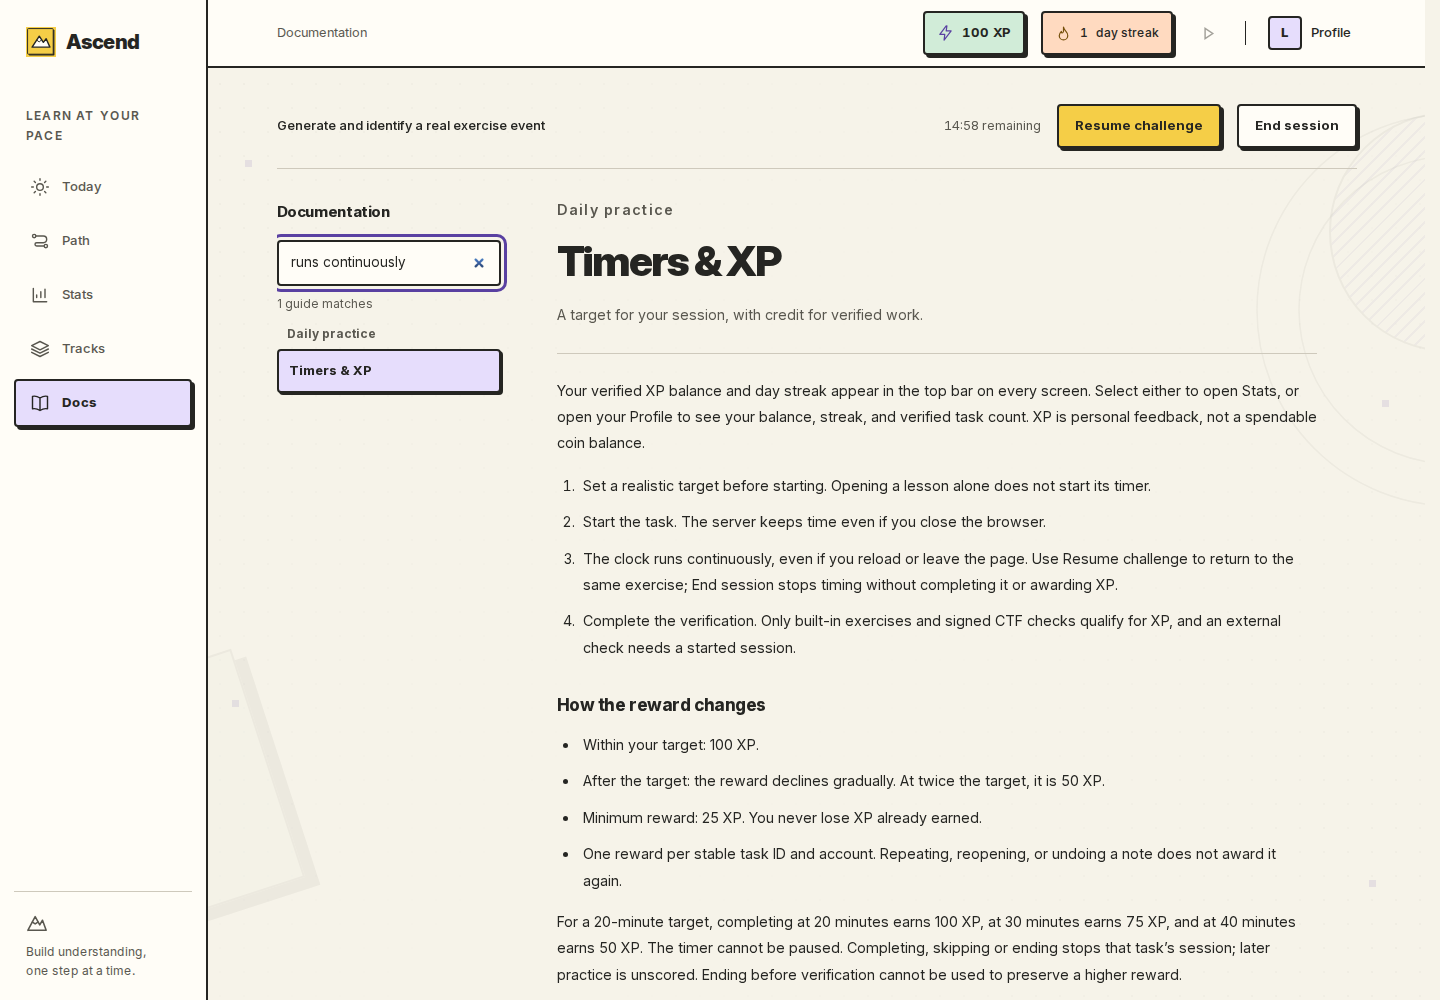 Ascend
LEARN AT YOUR
PACE
Today
Path
Stats
Tracks
Docs
Build understanding,
one step at a time.
Documentation
100 XP
1 day streak
L
Profile
Generate and identify a real exercise event
14:58 remaining
Resume challenge
End session
Documentation
runs continuously
1 guide matches
Daily practice
Timers & XP
Daily practice
Timers & XP
A target for your session, with credit for verified work.
Your verified XP balance and day streak appear in the top bar on every screen. Select either to open Stats, or
open your Profile to see your balance, streak, and verified task count. XP is personal feedback, not a spendable
coin balance.
1. Set a realistic target before starting. Opening a lesson alone does not start its timer.
2. Start the task. The server keeps time even if you close the browser.
3. The clock runs continuously, even if you reload or leave the page. Use Resume challenge to return to the
same exercise; End session stops timing without completing it or awarding XP.
4. Complete the verification. Only built-in exercises and signed CTF checks qualify for XP, and an external
check needs a started session.
How the reward changes
• Within your target: 100 XP.
• After the target: the reward declines gradually. At twice the target, it is 50 XP.
• Minimum reward: 25 XP. You never lose XP already earned.
• One reward per stable task ID and account. Repeating, reopening, or undoing a note does not award it
again.
For a 20-minute target, completing at 20 minutes earns 100 XP, at 30 minutes earns 75 XP, and at 40 minutes
earns 50 XP. The timer cannot be paused. Completing, skipping or ending stops that task’s session; later
practice is unscored. Ending before verification cannot be used to preserve a higher reward.